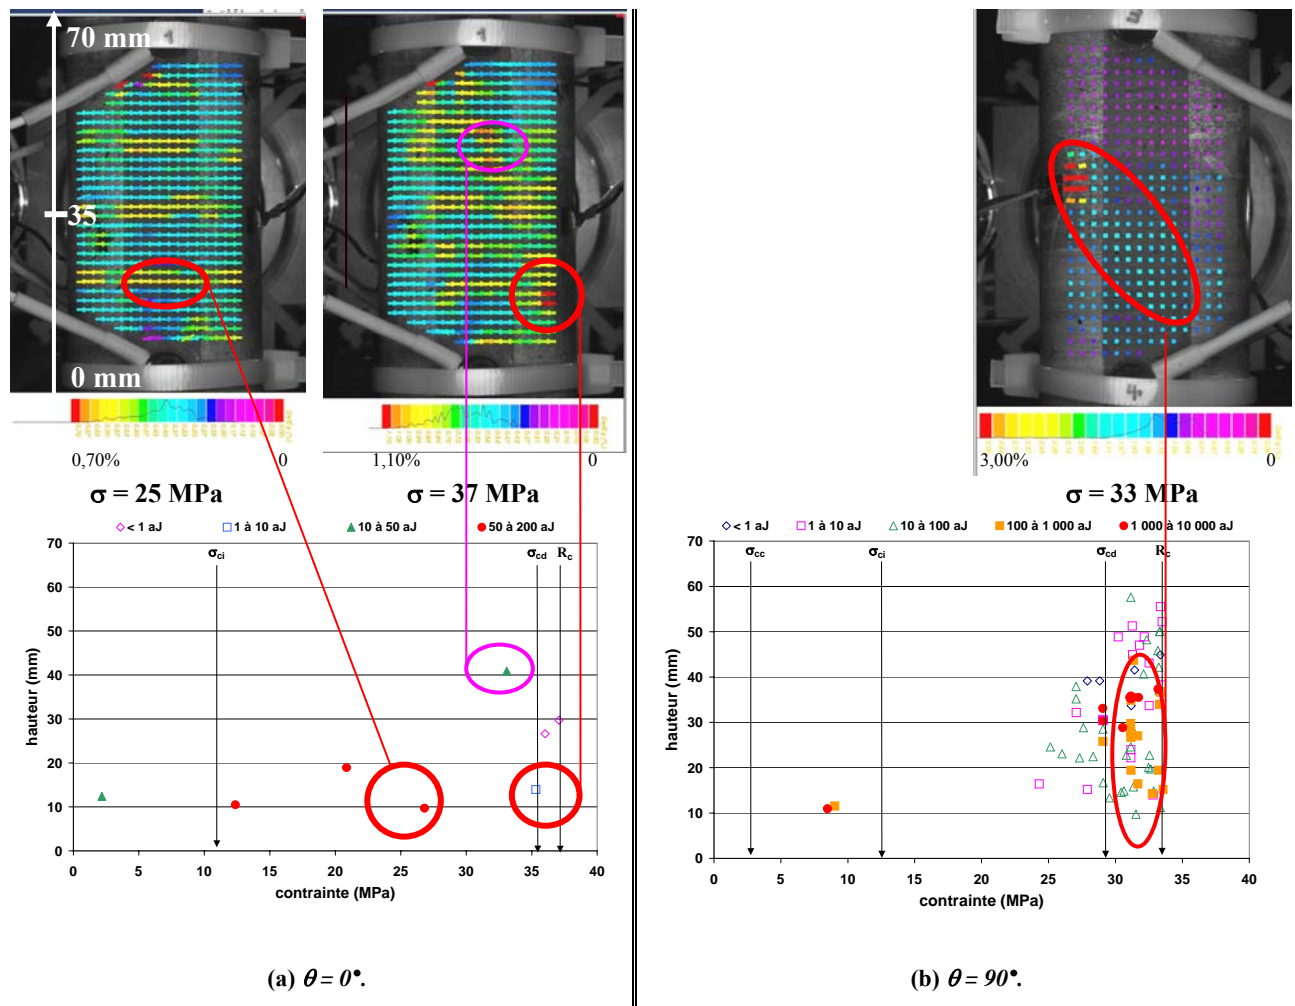 70 mm
35
0 mm
1
1
3
4
0,70%
0
1,10%
0
3,00%
0
σ = 25 MPa
σ = 37 MPa
σ = 33 MPa
< 1 aJ
1 à 10 aJ
10 à 50 aJ
50 à 200 aJ
σci
σcd
Rc
70
60
50
40
30
20
10
0
hauteur (mm)
0
5
10
15
20
25
30
35
40
contrainte (MPa)
(a) θ = 0°.
< 1 aJ
1 à 10 aJ
10 à 100 aJ
100 à 1 000 aJ
1 000 à 10 000 aJ
σcc
σci
σcd
Rc
70
60
50
40
30
20
10
0
hauteur (mm)
0
5
10
15
20
25
30
35
40
contrainte (MPa)
(b) θ = 90°.